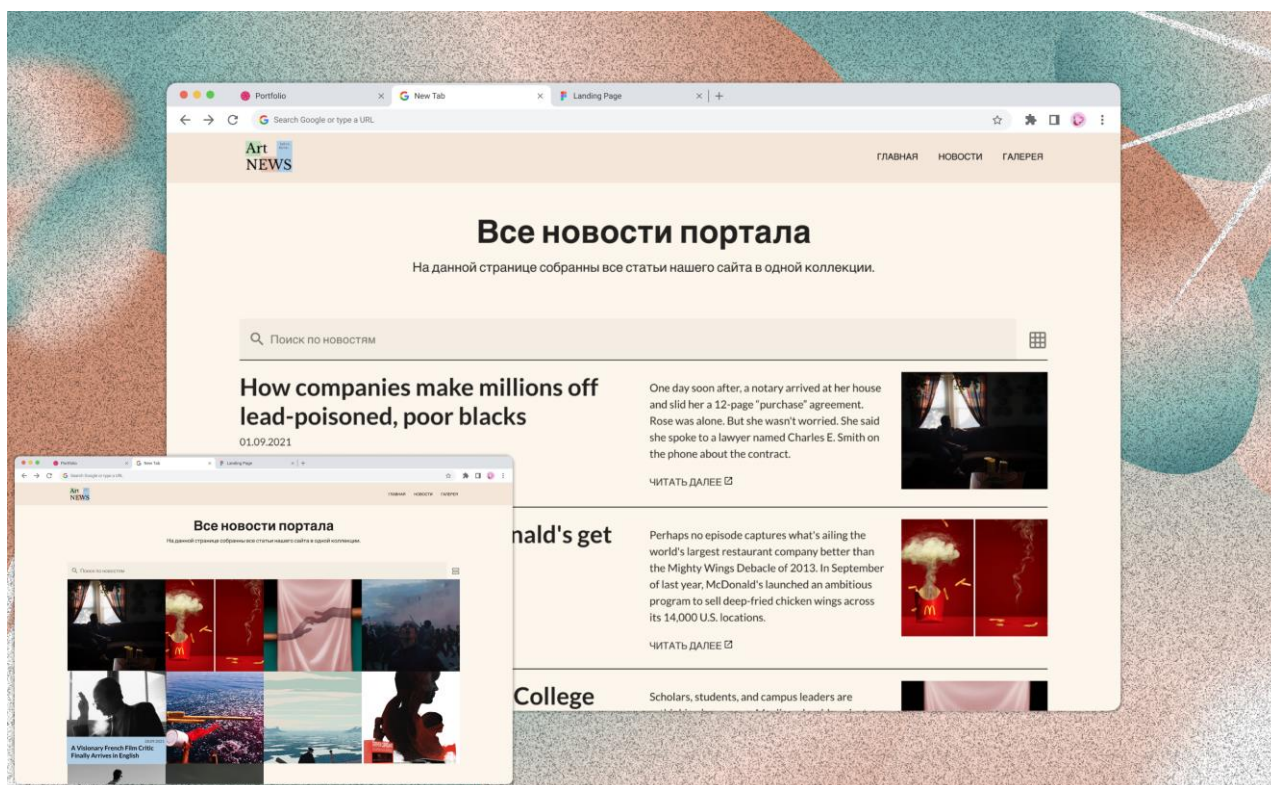 Portfolio
New Tab
Landing Page
Search Google or type a URL
Art
NEWS
ГЛАВНАЯ НОВОСТИ ГАЛЕРЕЯ
Все новости портала
На данной странице собранны все статьи нашего сайта в одной коллекции.
Поиск по новостям
How companies make millions off
lead-poisoned, poor blacks
01.09.2021
One day soon after, a notary arrived at her house
and slid her a 12-page “purchase” agreement.
Rose was alone. But she wasn't worried. She said
she spoke to a lawyer named Charles E. Smith on
the phone about the contract.
ЧИТАТЬ ДАЛЕЕ
nald's get
Perhaps no episode captures what's ailing the
world's largest restaurant company better than
the Mighty Wings Debacle of 2013. In September
of last year, McDonald's launched an ambitious
program to sell deep-fried chicken wings across
its 14,000 U.S. locations.
ЧИТАТЬ ДАЛЕЕ
College
Scholars, students, and campus leaders are
Portfolio
New Tab
Landing Page
Search Google or type a URL
Art
NEWS
ГЛАВНАЯ НОВОСТИ ГАЛЕРЕЯ
Все новости портала
На данной странице собранны все статьи нашего сайта в одной коллекции.
Поиск по новостям
A Visionary French Film Critic
Finally Arrives in English